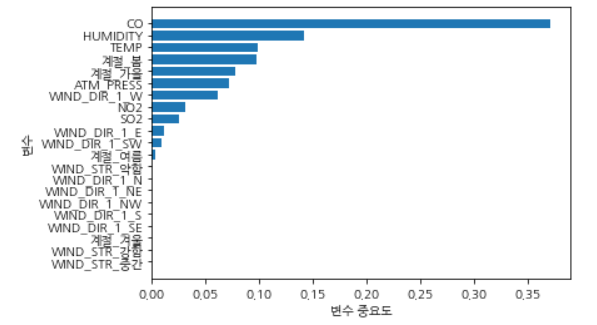 CO
HUMIDITY
TEMP
계절_봄
계절_가을
ATM_PRESS
WIND_DIR_1_W
NO2
SO2
WIND_DIR_1_E
WIND_DIR_1_SW
계절_여름
WIND_STR_약함
WIND_DIR_1_N
WIND_DIR_1_NE
WIND_DIR_1_NW
WIND_DIR_1_S
WIND_DIR_1_SE
계절_겨울
WIND_STR_강함
WIND_STR_중간
변수
0.00 0.05 0.10 0.15 0.20 0.25 0.30 0.35
변수 중요도